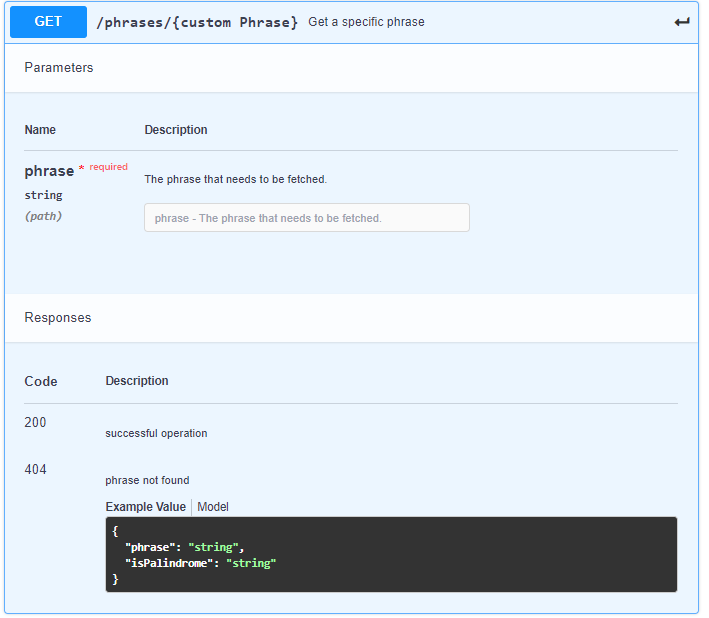 GET /phrases/{custom Phrase} Get a specific phrase
Parameters
Name Description
phrase * required
The phrase that needs to be fetched.
string
(path)
phrase - The phrase that needs to be fetched.
Responses
Code Description
200
successful operation
404
phrase not found
Example Value Model
{
"phrase": "string",
"isPalindrome": "string"
}